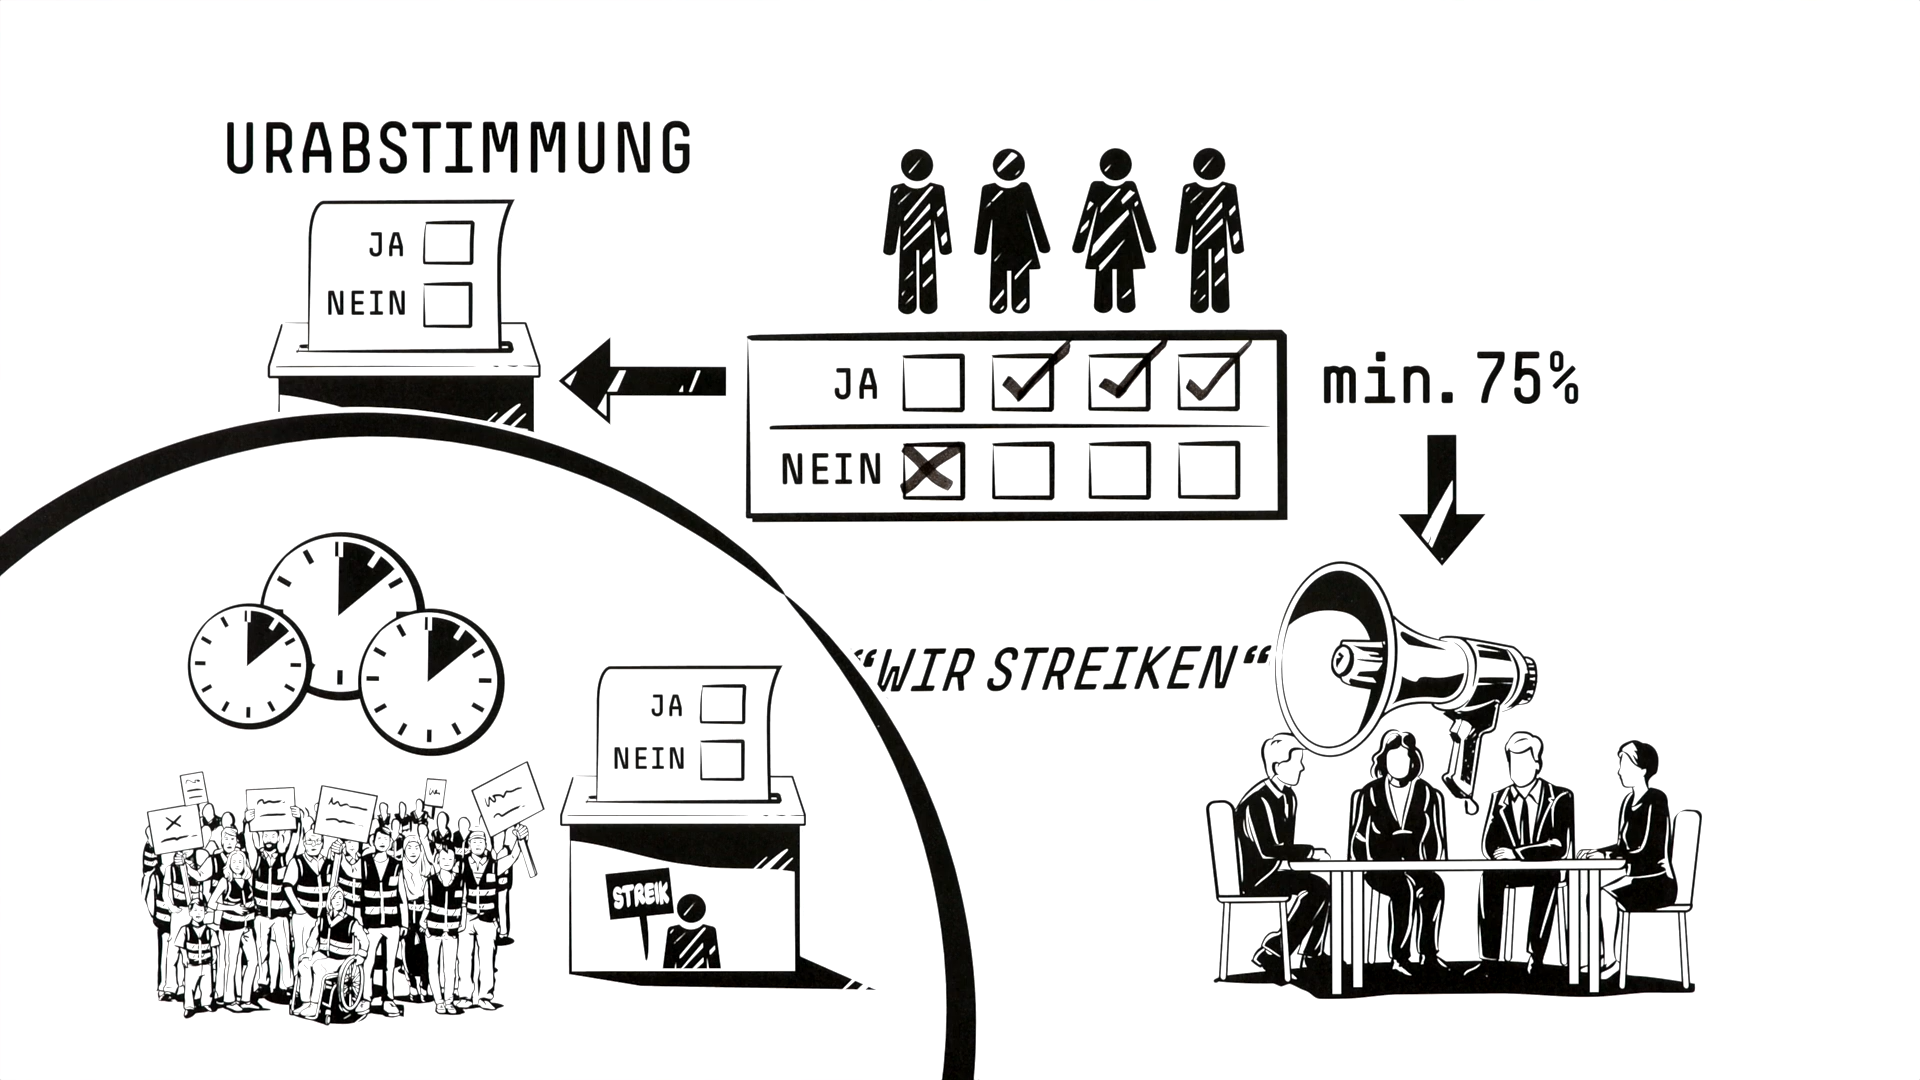 URABSTIMMUNG
JA
NEIN
JA
NEIN
min. 75%
“WIR STREIKEN“
JA
NEIN
STREIK